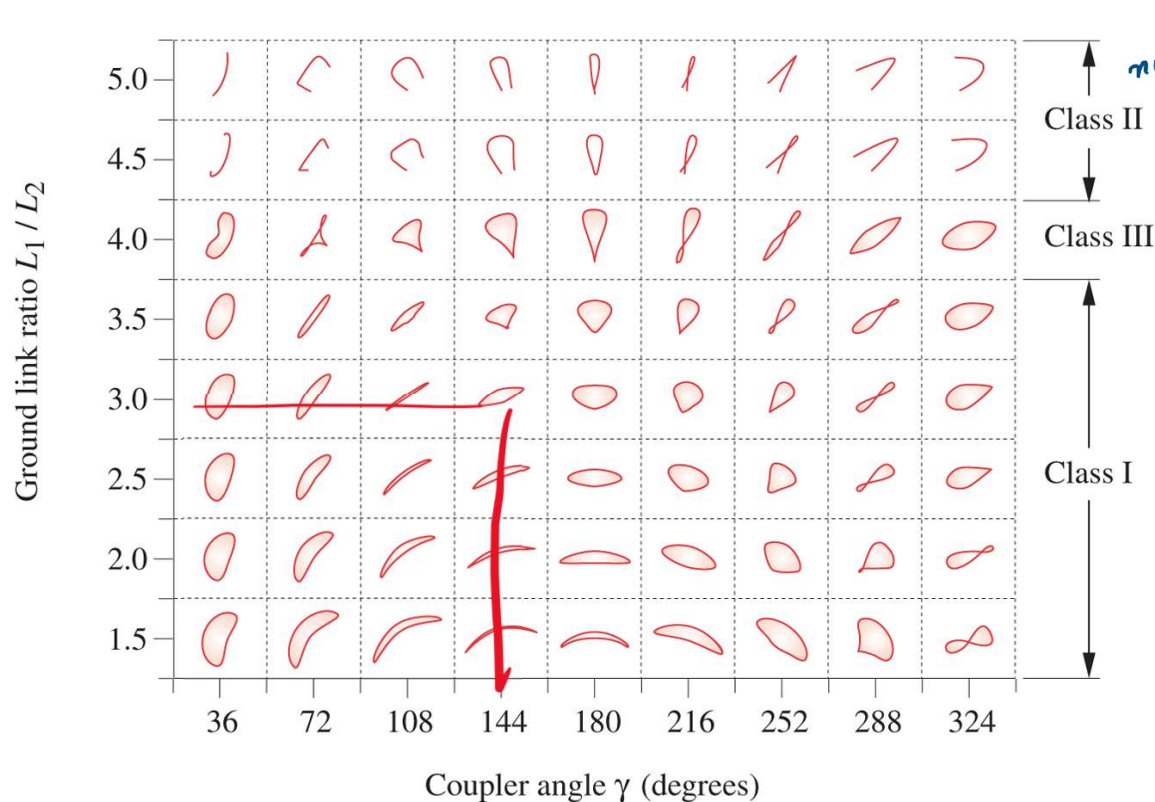 5.0
4.5
4.0
3.5
3.0
2.5
2.0
1.5
Ground link ratio L1 / L2
36 72 108 144 180 216 252 288 324
Coupler angle γ (degrees)
Class II
Class III
Class I